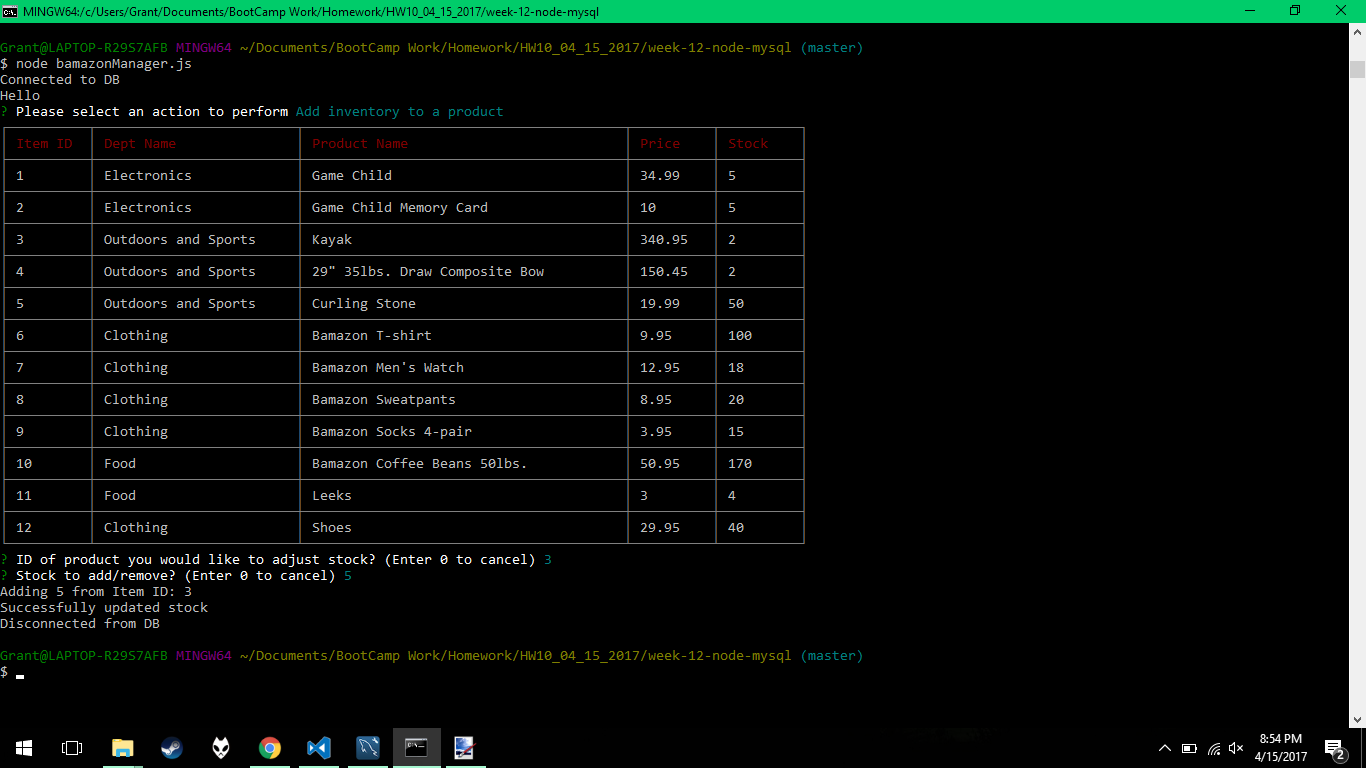 MINGW64:/c/Users/Grant/Documents/BootCamp Work/Homework/HW10_04_15_2017/week-12-node-mysql
Grant@LAPTOP-R29S7AFB MINGW64 ~/Documents/BootCamp Work/Homework/HW10_04_15_2017/week-12-node-mysql (master)
$ node bamazonManager.js
Connected to DB
Hello
? Please select an action to perform Add inventory to a product
Item ID Dept Name Product Name Price Stock
1 Electronics Game Child 34.99 5
2 Electronics Game Child Memory Card 10 5
3 Outdoors and Sports Kayak 340.95 2
4 Outdoors and Sports 29" 35lbs. Draw Composite Bow 150.45 2
5 Outdoors and Sports Curling Stone 19.99 50
6 Clothing Bamazon T-shirt 9.95 100
7 Clothing Bamazon Men's Watch 12.95 18
8 Clothing Bamazon Sweatpants 8.95 20
9 Clothing Bamazon Socks 4-pair 3.95 15
10 Food Bamazon Coffee Beans 50lbs. 50.95 170
11 Food Leeks 3 4
12 Clothing Shoes 29.95 40
? ID of product you would like to adjust stock? (Enter 0 to cancel) 3
? Stock to add/remove? (Enter 0 to cancel) 5
Adding 5 from Item ID: 3
Successfully updated stock
Disconnected from DB
Grant@LAPTOP-R29S7AFB MINGW64 ~/Documents/BootCamp Work/Homework/HW10_04_15_2017/week-12-node-mysql (master)
$
8:54 PM
4/15/2017
2